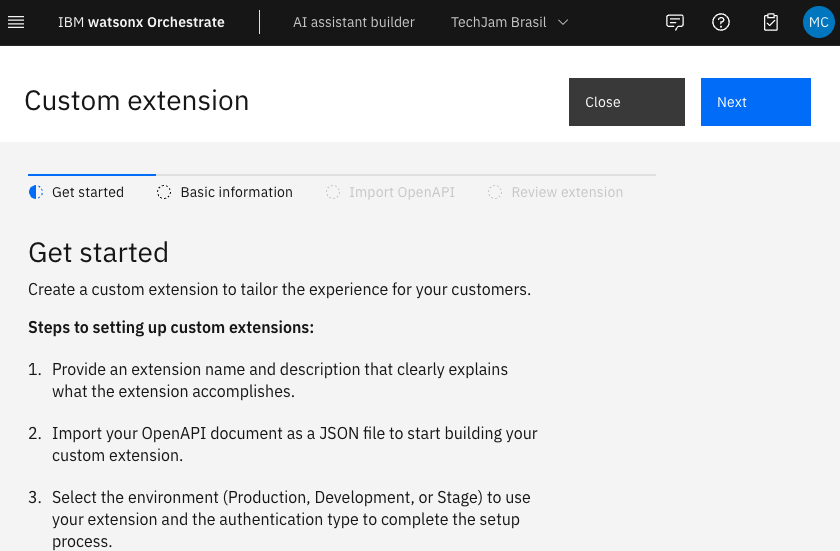 IBM watsonx Orchestrate AI assistant builder TechJam Brasil MC
Custom extension Close Next
Get started Basic information Import OpenAPI Review extension
Get started
Create a custom extension to tailor the experience for your customers.
Steps to setting up custom extensions:
1. Provide an extension name and description that clearly explains
what the extension accomplishes.
2. Import your OpenAPI document as a JSON file to start building your
custom extension.
3. Select the environment (Production, Development, or Stage) to use
your extension and the authentication type to complete the setup
process.